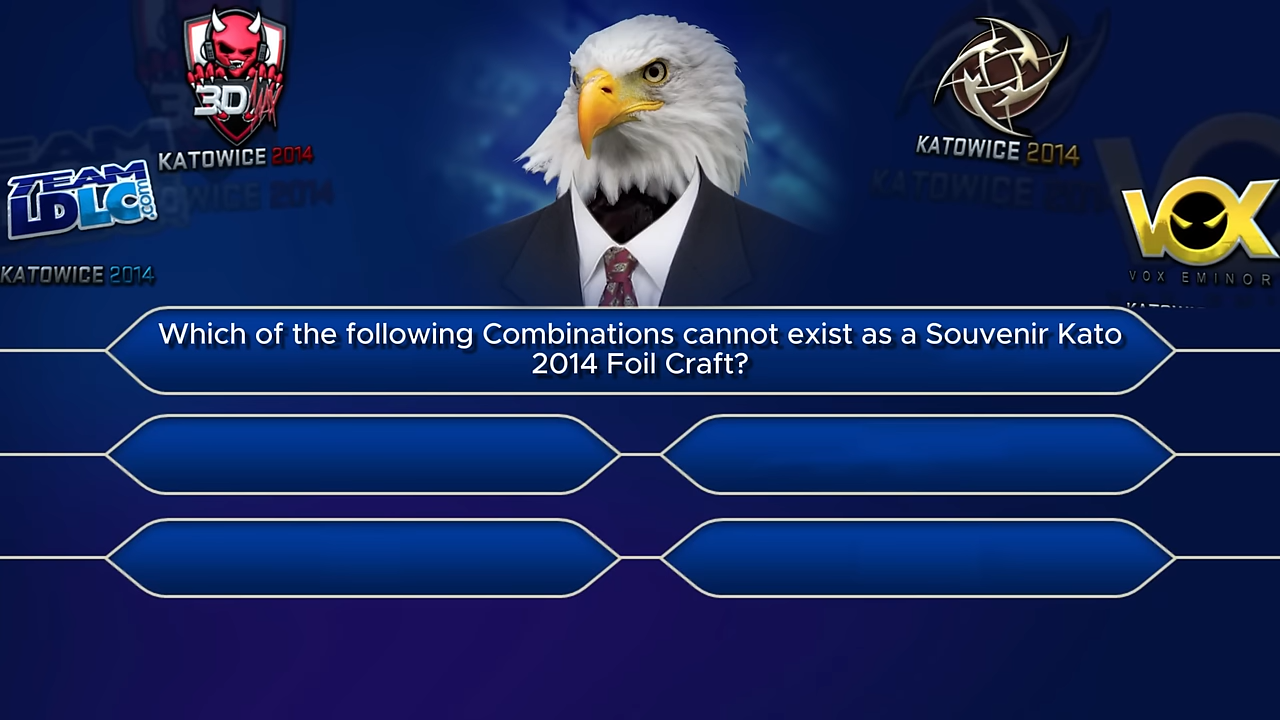 3DMAX
KATOWICE 2014
KATOWICE 2014
TEAM
LDLC.com
KATOWICE 2014
VOX
VOX EMINOR
Which of the following Combinations cannot exist as a Souvenir Kato
2014 Foil Craft?